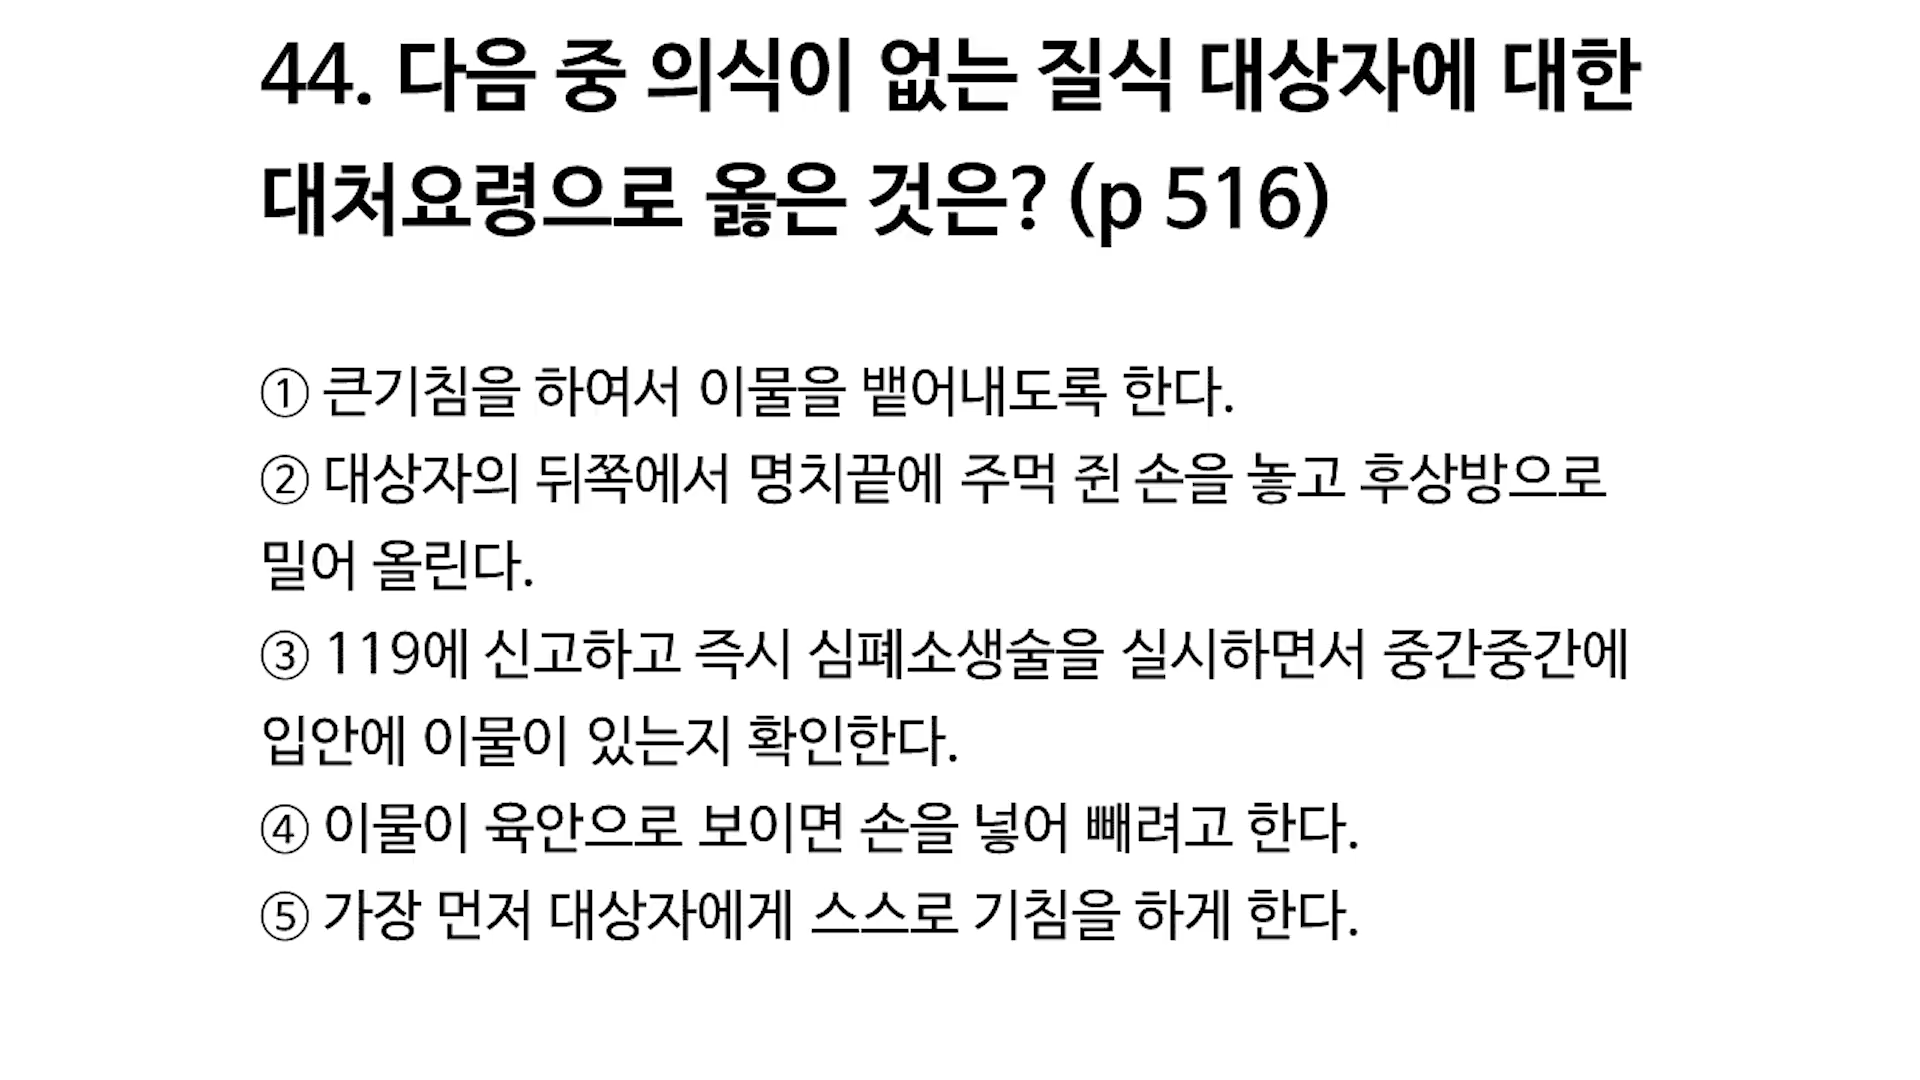 44. 다음 중 의식이 없는 질식 대상자에 대한
대처요령으로 옳은 것은? (p 516)
① 큰기침을 하여서 이물을 뱉어내도록 한다.
② 대상자의 뒤쪽에서 명치끝에 주먹 쥔 손을 놓고 후상방으로
밀어 올린다.
③ 119에 신고하고 즉시 심폐소생술을 실시하면서 중간중간에
입안에 이물이 있는지 확인한다.
④ 이물이 육안으로 보이면 손을 넣어 빼려고 한다.
⑤ 가장 먼저 대상자에게 스스로 기침을 하게 한다.